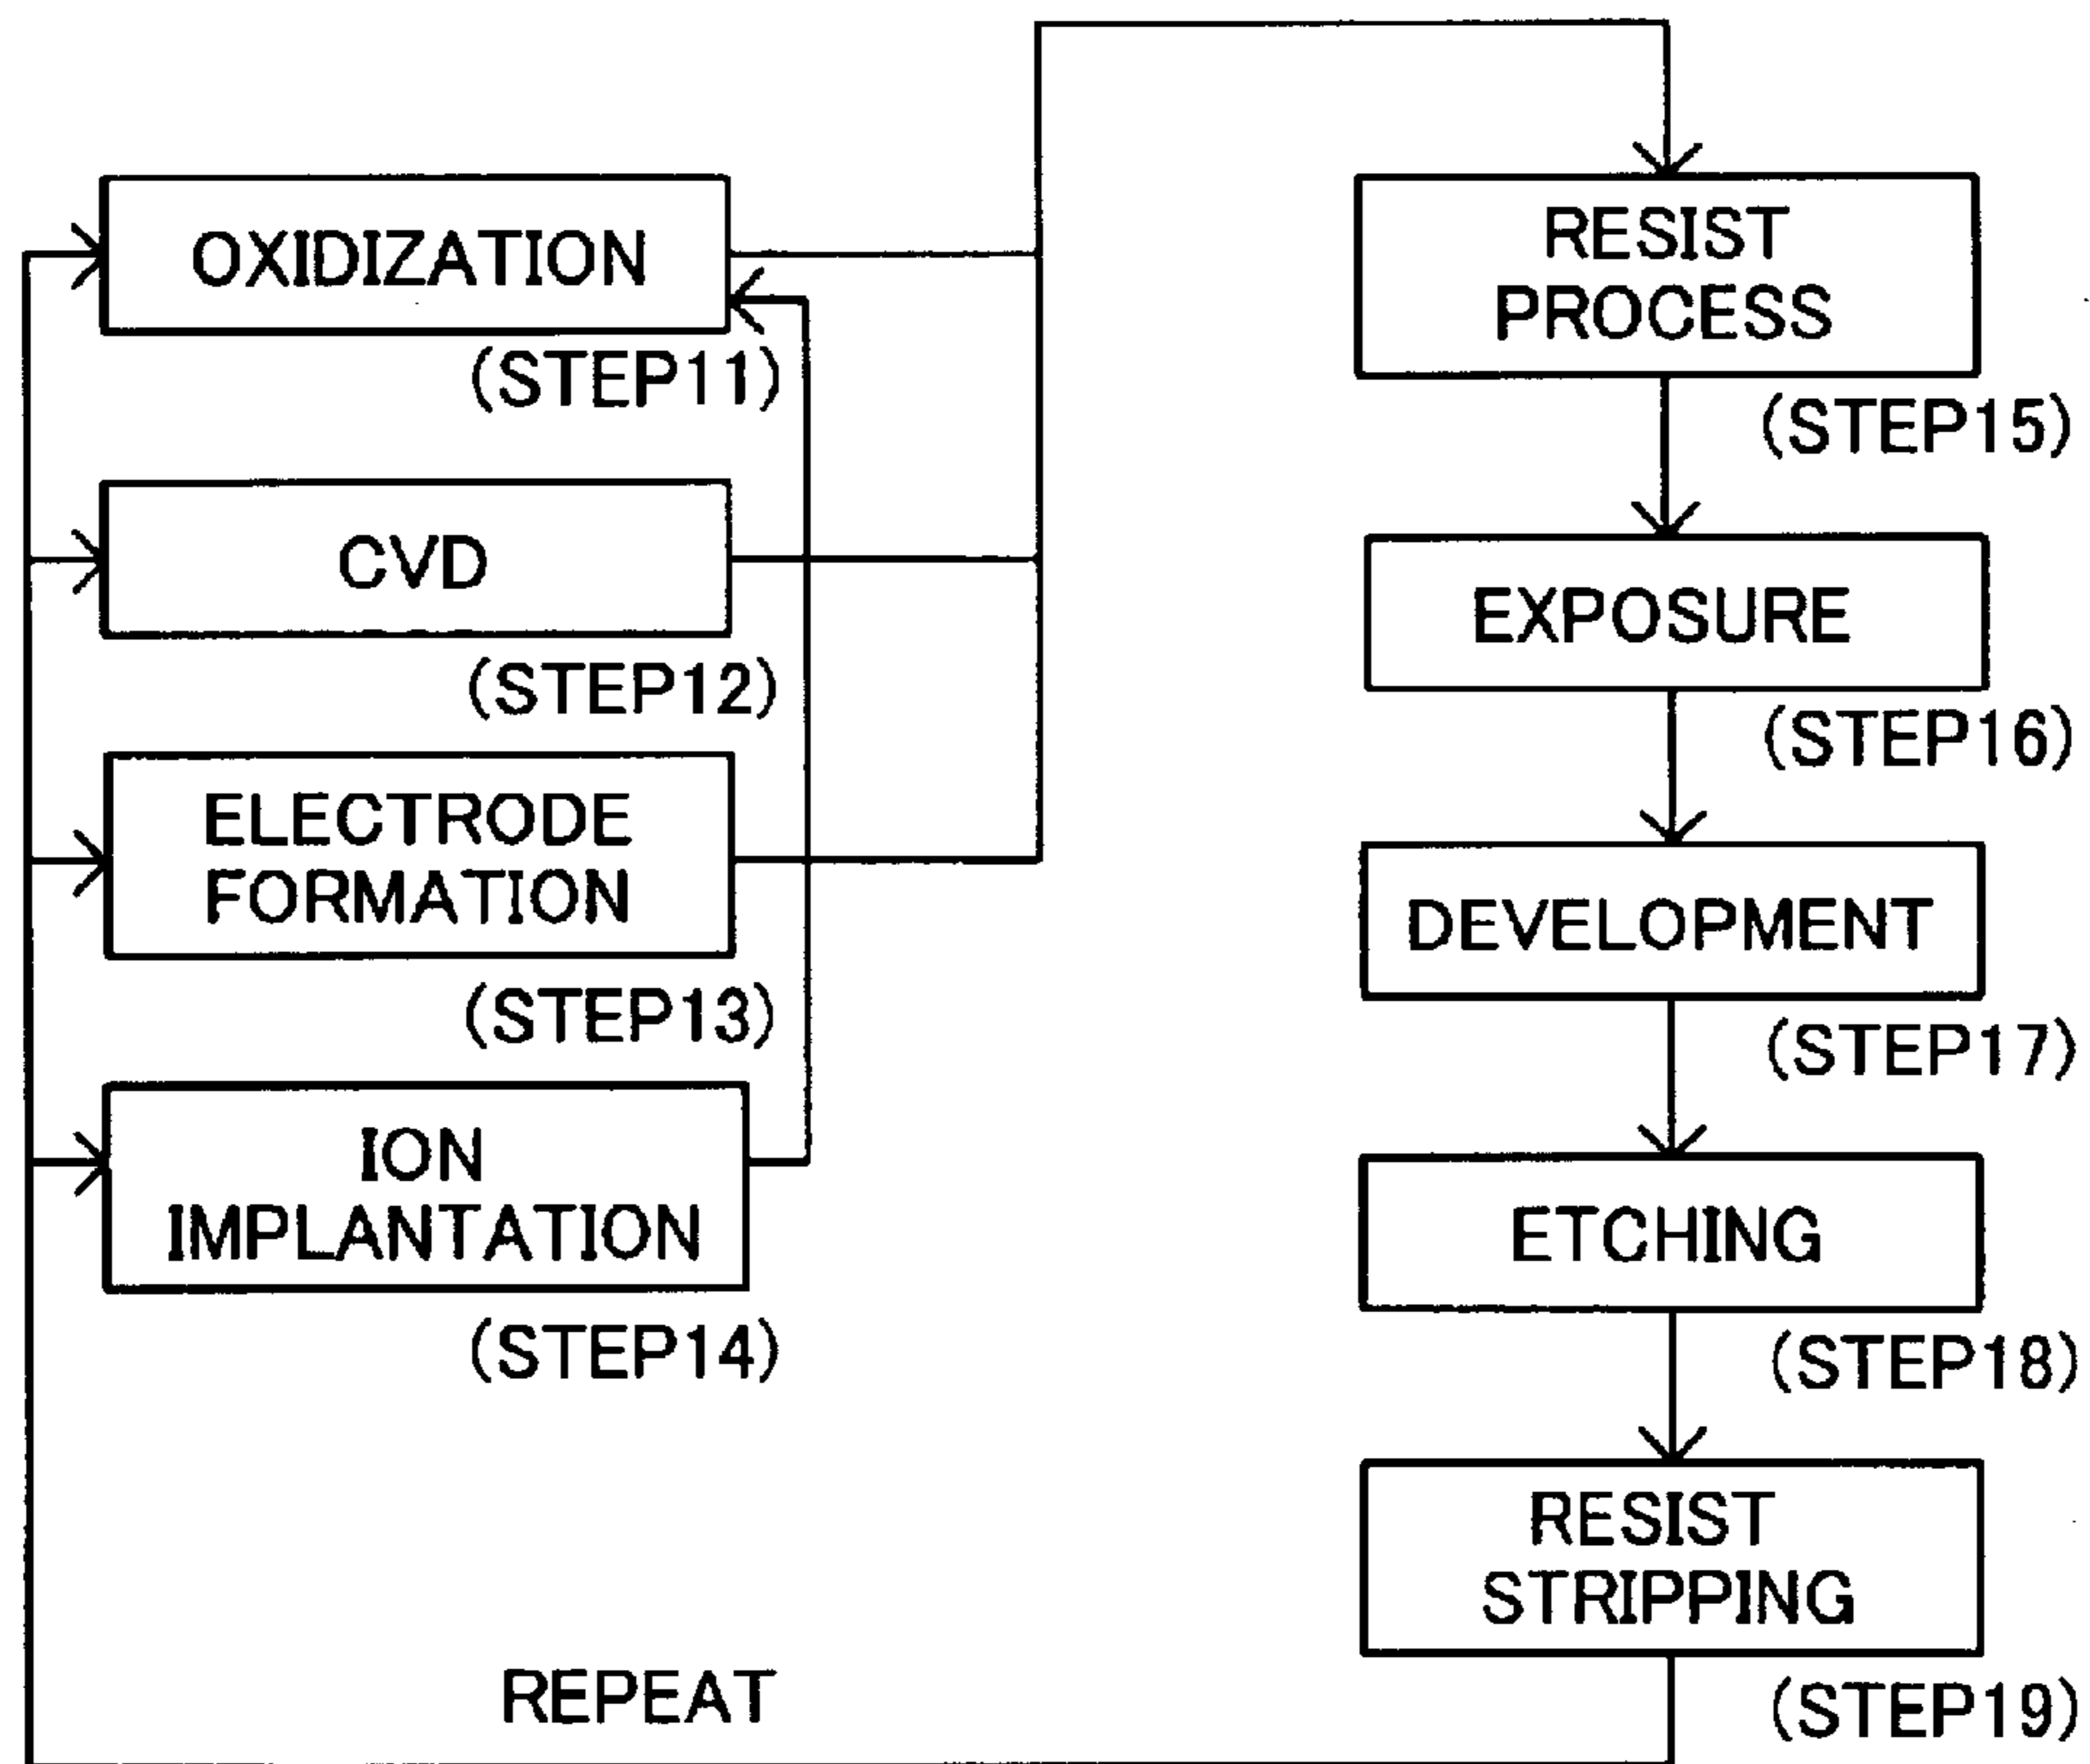 OXIDIZATION
(STEP11)
CVD
(STEP12)
ELECTRODE
FORMATION
(STEP13)
ION
IMPLANTATION
(STEP14)
RESIST
PROCESS
(STEP15)
EXPOSURE
(STEP16)
DEVELOPMENT
(STEP17)
ETCHING
(STEP18)
RESIST
STRIPPING
(STEP19)
REPEAT